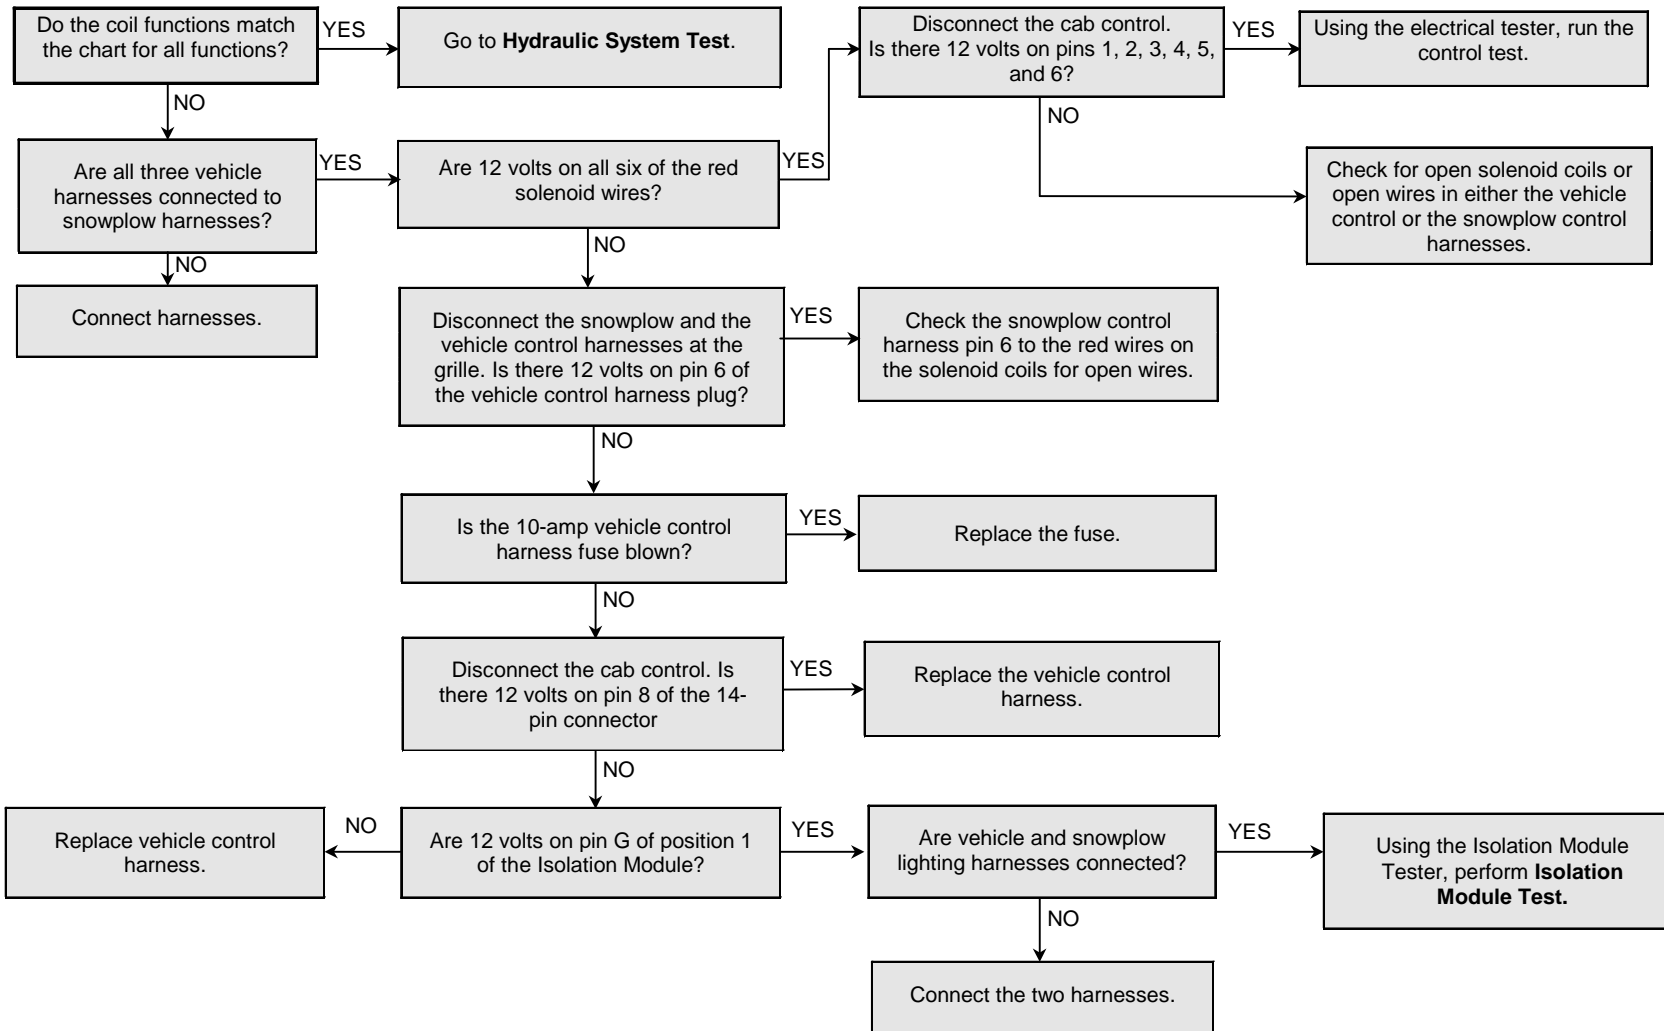 Do the coil functions match
the chart for all functions?
YES
Go to Hydraulic System Test.
Disconnect the cab control.
Is there 12 volts on pins 1, 2, 3, 4, 5,
and 6?
YES
Using the electrical tester, run the
control test.
NO
NO
Are all three vehicle
harnesses connected to
snowplow harnesses?
YES
Are 12 volts on all six of the red
solenoid wires?
YES
Check for open solenoid coils or
open wires in either the vehicle
control or the snowplow control
harnesses.
NO
NO
Connect harnesses.
Disconnect the snowplow and the
vehicle control harnesses at the
grille. Is there 12 volts on pin 6 of
the vehicle control harness plug?
YES
Check the snowplow control
harness pin 6 to the red wires on
the solenoid coils for open wires.
NO
Is the 10-amp vehicle control
harness fuse blown?
YES
Replace the fuse.
NO
Disconnect the cab control. Is
there 12 volts on pin 8 of the 14-
pin connector
YES
Replace the vehicle control
harness.
NO
Replace vehicle control
harness.
NO
Are 12 volts on pin G of position 1
of the Isolation Module?
YES
Are vehicle and snowplow
lighting harnesses connected?
YES
Using the Isolation Module
Tester, perform Isolation
Module Test.
NO
Connect the two harnesses.